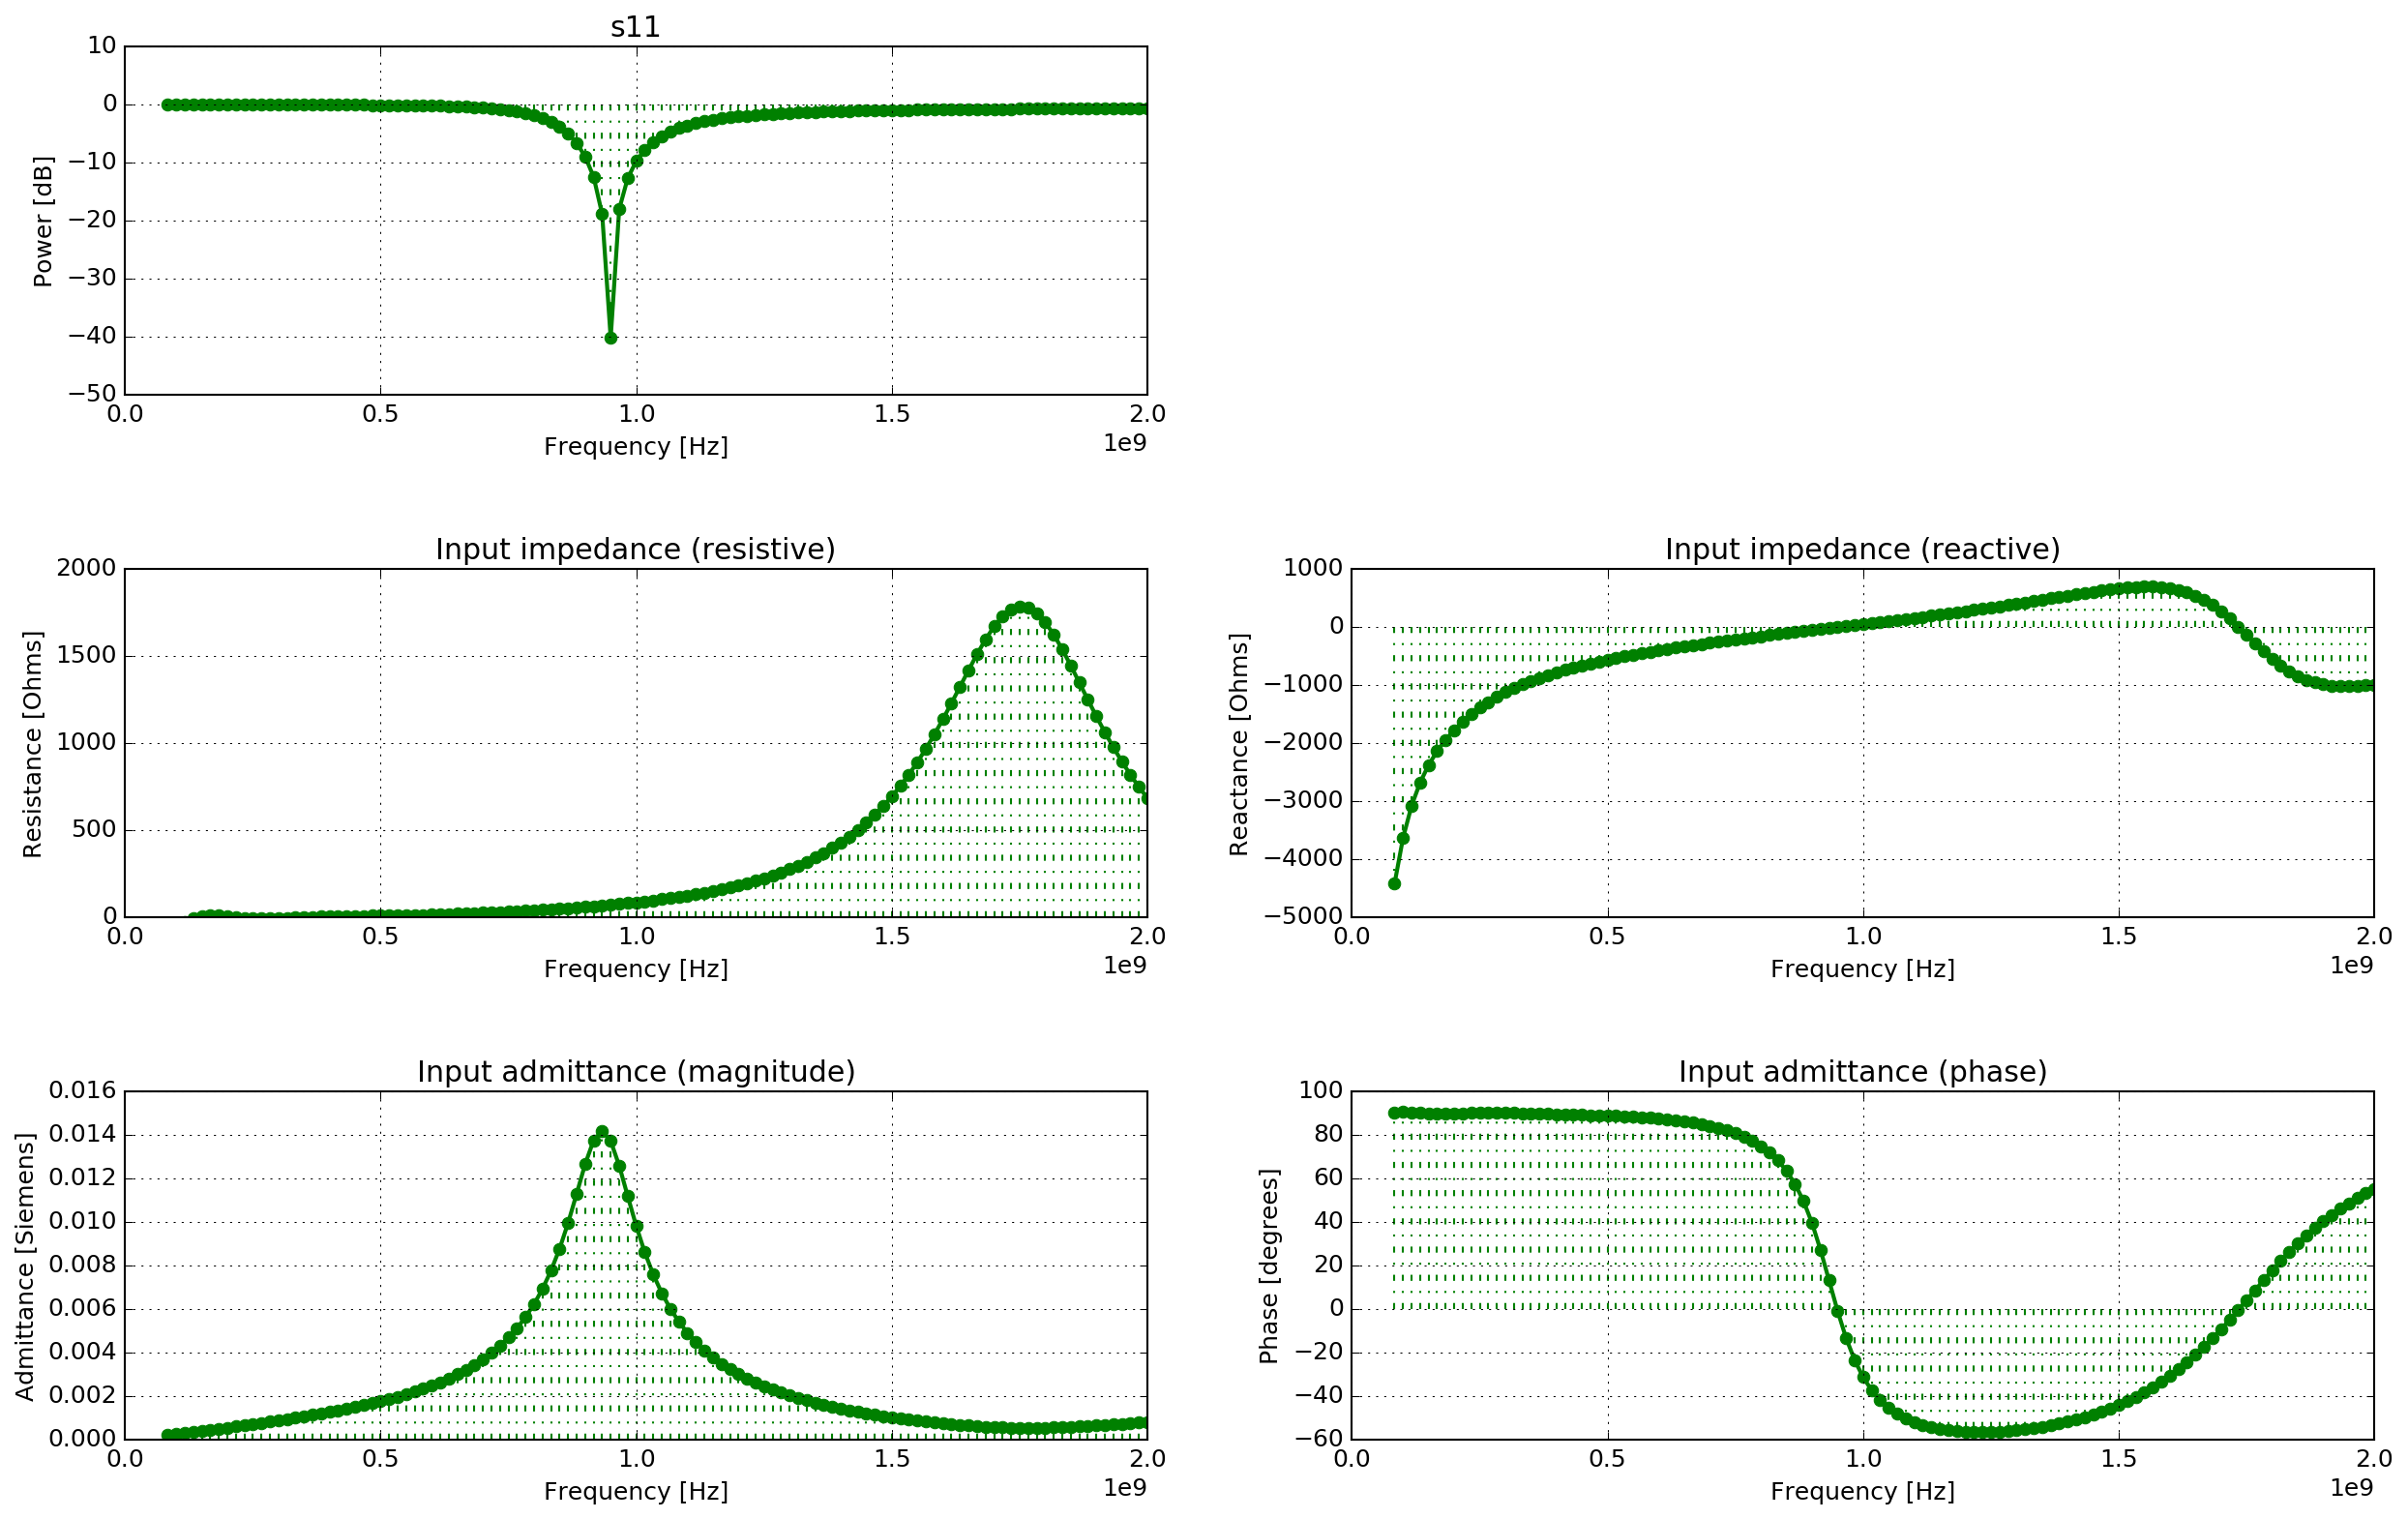 s11
10
0
−10
−20
−30
−40
−50
Power [dB]
0.0 0.5 1.0 1.5 2.0
Frequency [Hz] 1e9
Input impedance (resistive)
2000
1500
1000
500
0
Resistance [Ohms]
0.0 0.5 1.0 1.5 2.0
Frequency [Hz] 1e9
Input impedance (reactive)
1000
0
−1000
−2000
−3000
−4000
−5000
Reactance [Ohms]
0.0 0.5 1.0 1.5 2.0
Frequency [Hz] 1e9
Input admittance (magnitude)
0.016
0.014
0.012
0.010
0.008
0.006
0.004
0.002
0.000
Admittance [Siemens]
0.0 0.5 1.0 1.5 2.0
Frequency [Hz] 1e9
Input admittance (phase)
100
80
60
40
20
0
−20
−40
−60
Phase [degrees]
0.0 0.5 1.0 1.5 2.0
Frequency [Hz] 1e9